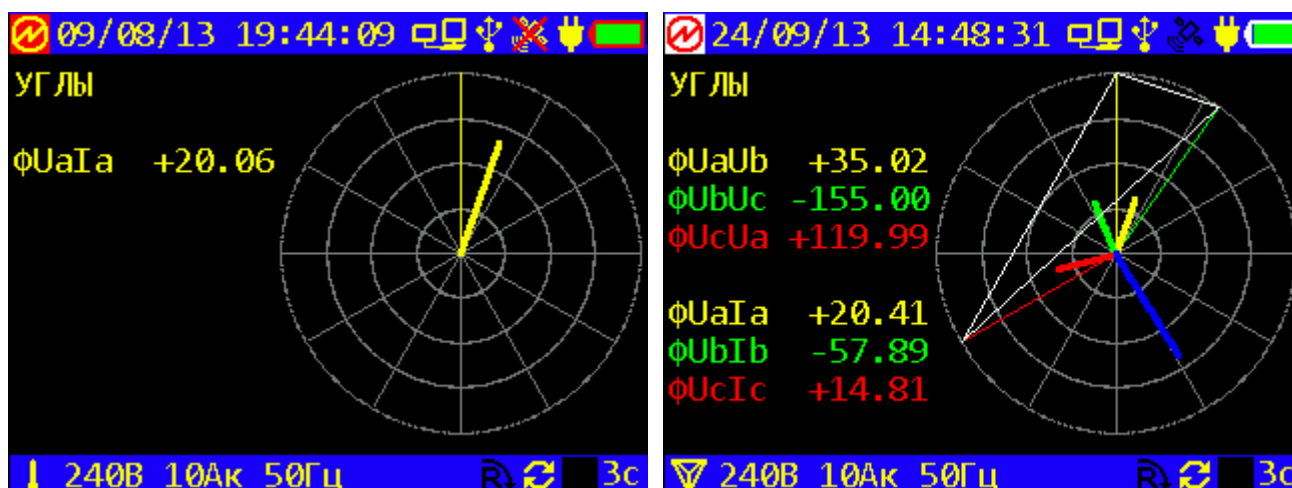 09/08/13 19:44:09
УГЛЫ
φUaIa +20.06
240В 10Ак 50Гц R 3с
24/09/13 14:48:31
УГЛЫ
φUaUb +35.02
φUbUc -155.00
φUcUa +119.99
φUaIa +20.41
φUbIb -57.89
φUcIc +14.81
240В 10Ак 50Гц R 3с